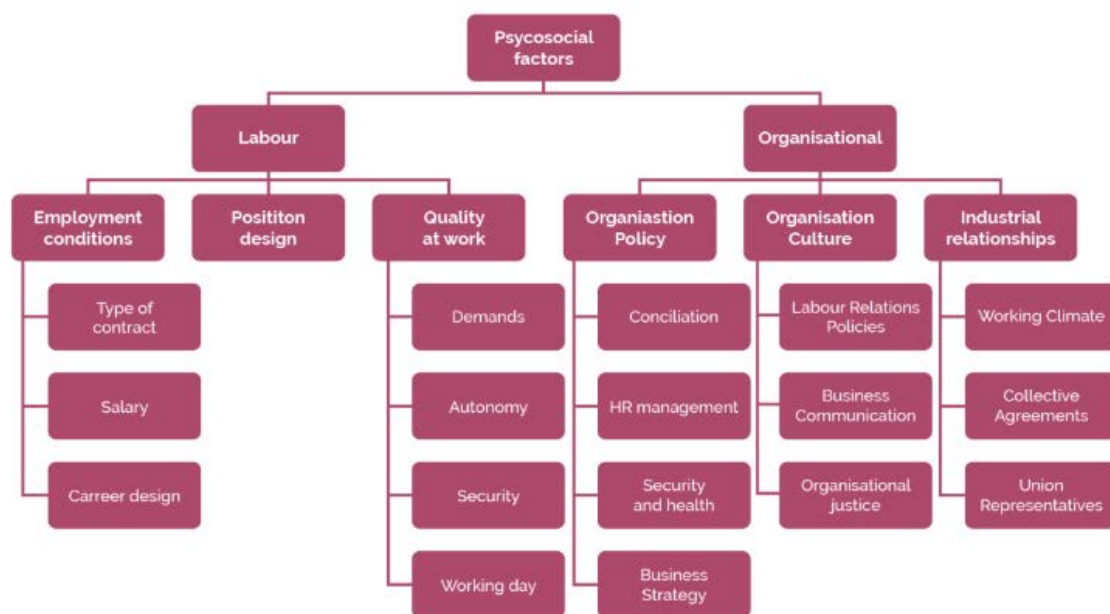 Psycosocial
factors
Labour
Organisational
Employment
conditions
Posititon
design
Quality
at work
Organiastion
Policy
Organisation
Culture
Industrial
relationships
Type of
contract
Demands
Conciliation
Labour Relations
Policies
Working Climate
Salary
Autonomy
HR management
Business
Communication
Collective
Agreements
Carreer design
Security
Security
and health
Organisational
justice
Union
Representatives
Working day
Business
Strategy